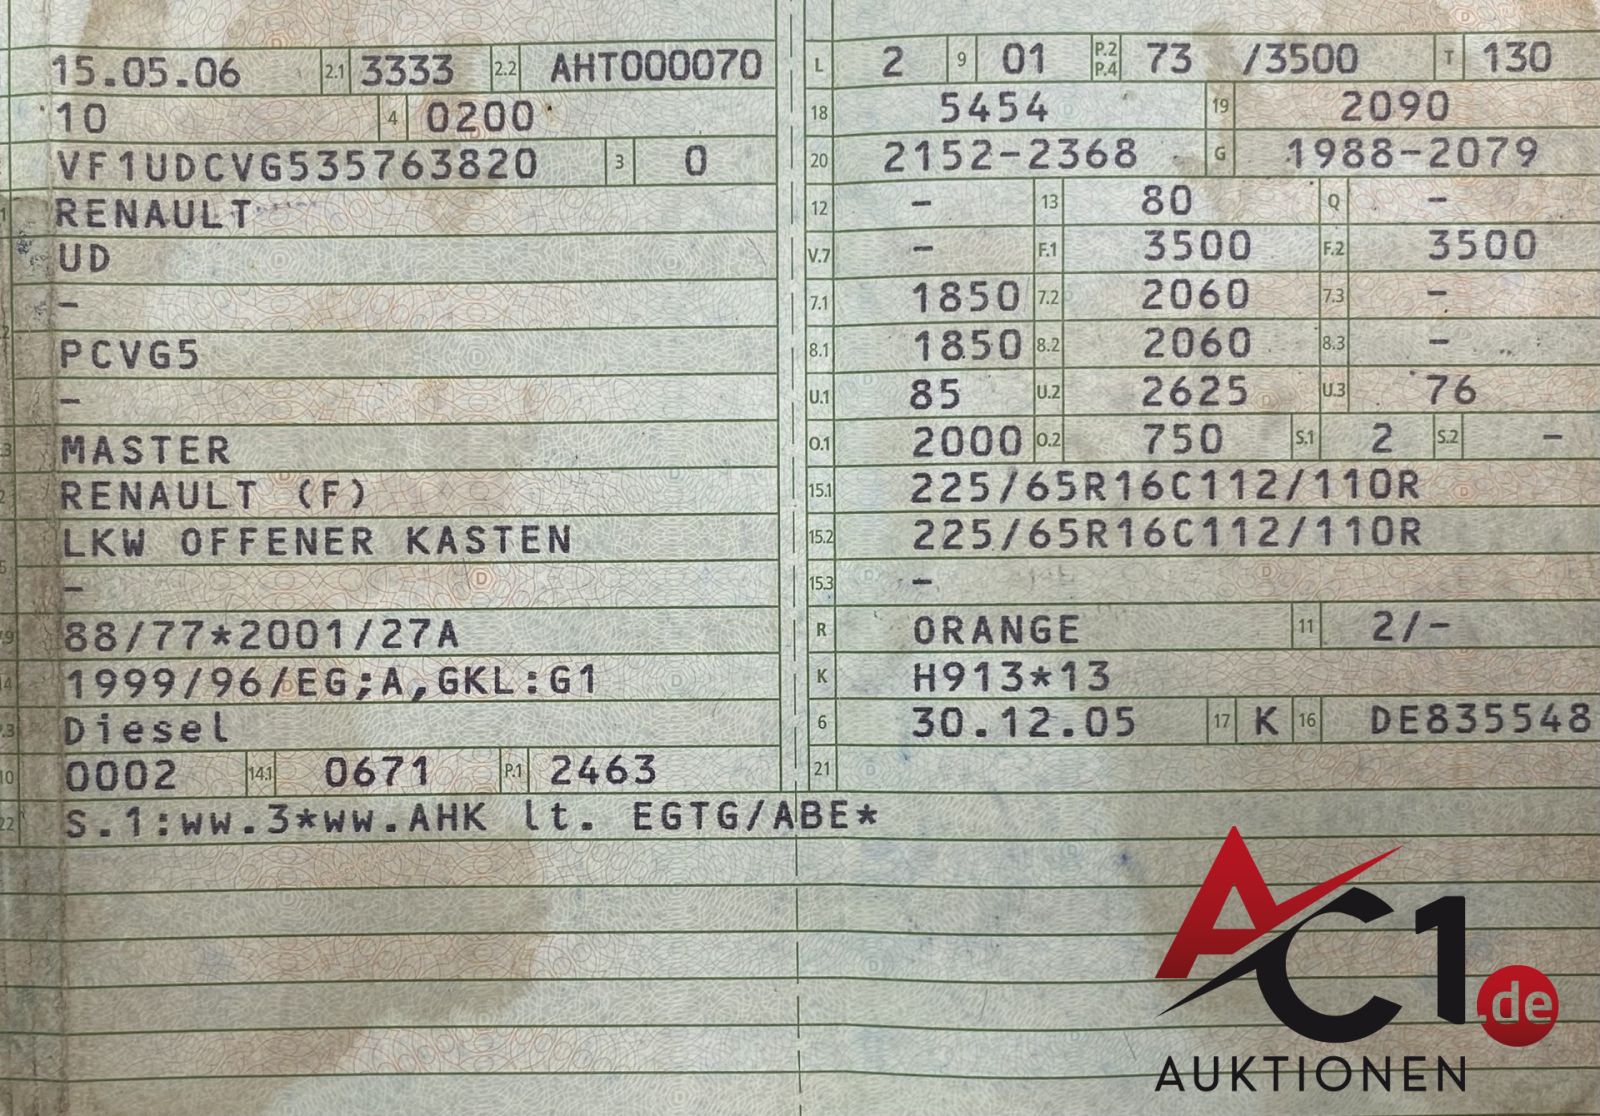 15.05.06 2.1 3333 2.2 AHT000070
10 4 0200
VF1UDCVG535763820 3 0
RENAULT
UD
-
PCVG5
-
MASTER
RENAULT (F)
LKW OFFENER KASTEN
-
88/77*2001/27A
1999/96/EG;A,GKL:G1
Diesel
10 0002 14.1 0671 P.1 2463
22 S.1:ww.3*ww.AHK lt. EGTG/ABE*
L 2 9 01 P.2 P.4 73 /3500 T 130
18 5454 19 2090
20 2152-2368 G 1988-2079
12 - 13 80 Q -
V.7 - F.1 3500 F.2 3500
7.1 1850 7.2 2060 7.3 -
8.1 1850 8.2 2060 8.3 -
U.1 85 U.2 2625 U.3 76
O.1 2000 O.2 750 S.1 2 S.2 -
15.1 225/65R16C112/110R
15.2 225/65R16C112/110R
15.3 -
R ORANGE 11 2/-
K H913*13
6 30.12.05 17 K 16 DE835548
21
AC1.de
AUKTIONEN